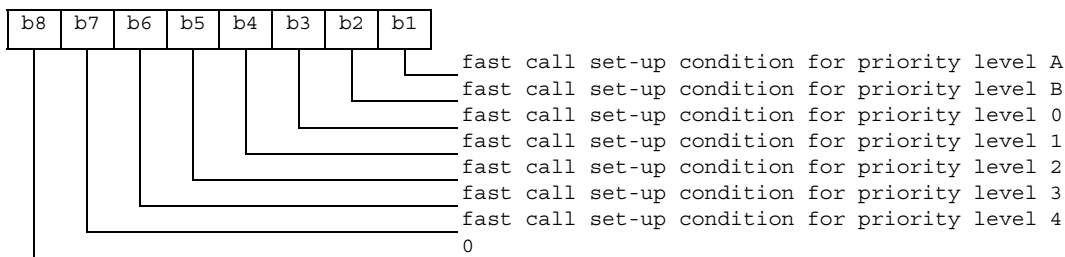 b8 b7 b6 b5 b4 b3 b2 b1
fast call set-up condition for priority level A
fast call set-up condition for priority level B
fast call set-up condition for priority level 0
fast call set-up condition for priority level 1
fast call set-up condition for priority level 2
fast call set-up condition for priority level 3
fast call set-up condition for priority level 4
0